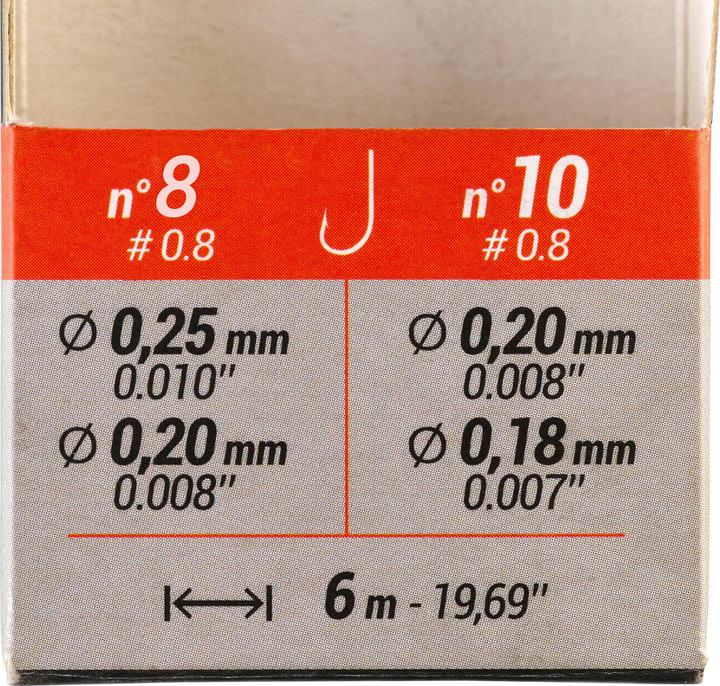 n°8 n°10
# 0.8 # 0.8
Ø 0,25 mm Ø 0,20 mm
0.010" 0.008"
Ø 0,20 mm Ø 0,18 mm
0.008" 0.007"
6 m - 19,69"